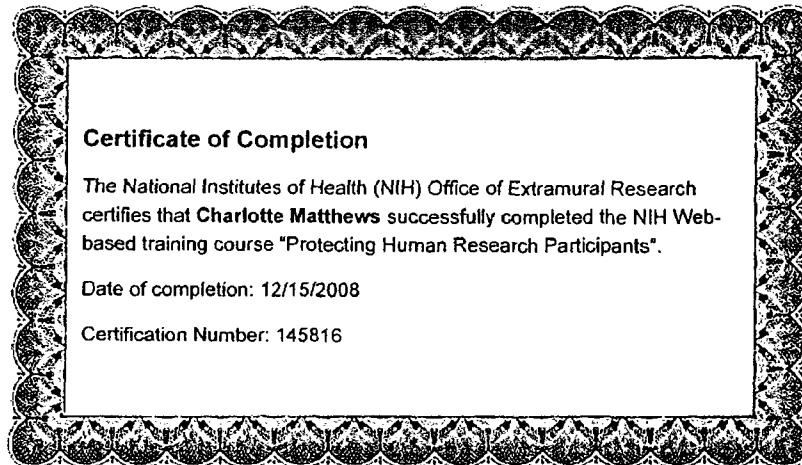 Certificate of Completion
The National Institutes of Health (NIH) Office of Extramural Research
certifies that Charlotte Matthews successfully completed the NIH Web-
based training course "Protecting Human Research Participants".
Date of completion: 12/15/2008
Certification Number: 145816